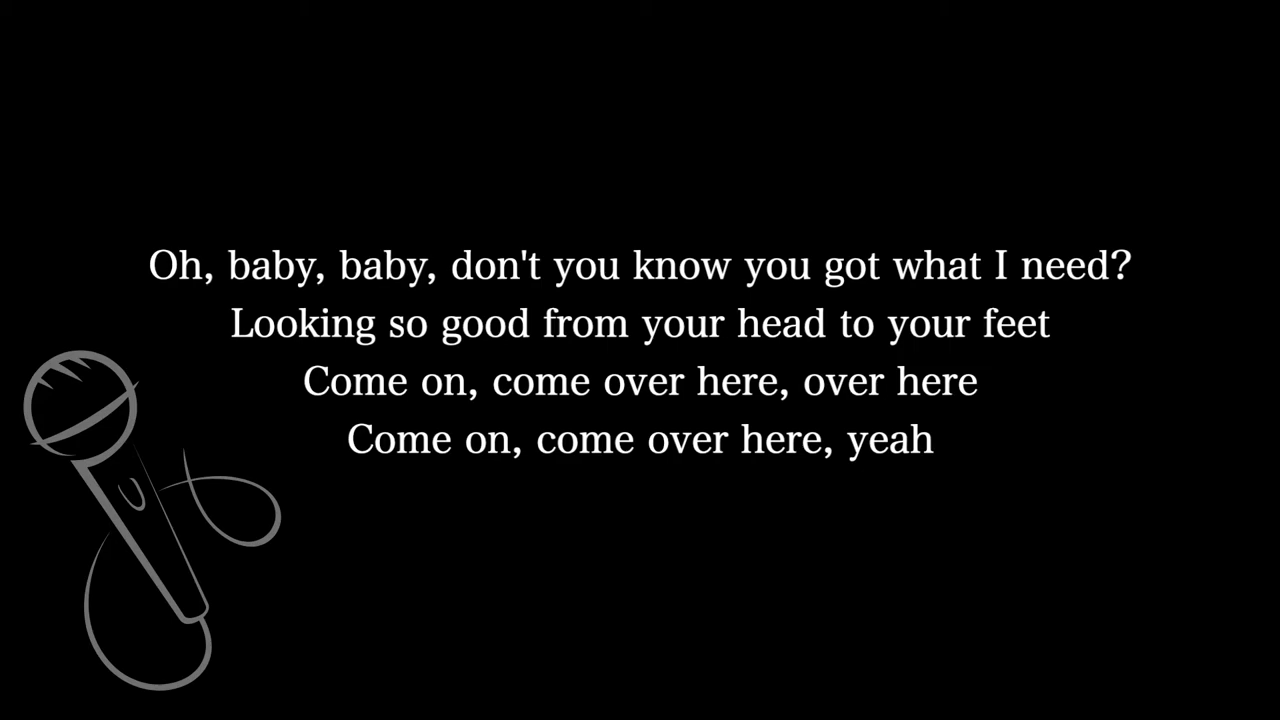 Oh, baby, baby, don't you know you got what I need?
Looking so good from your head to your feet
Come on, come over here, over here
Come on, come over here, yeah